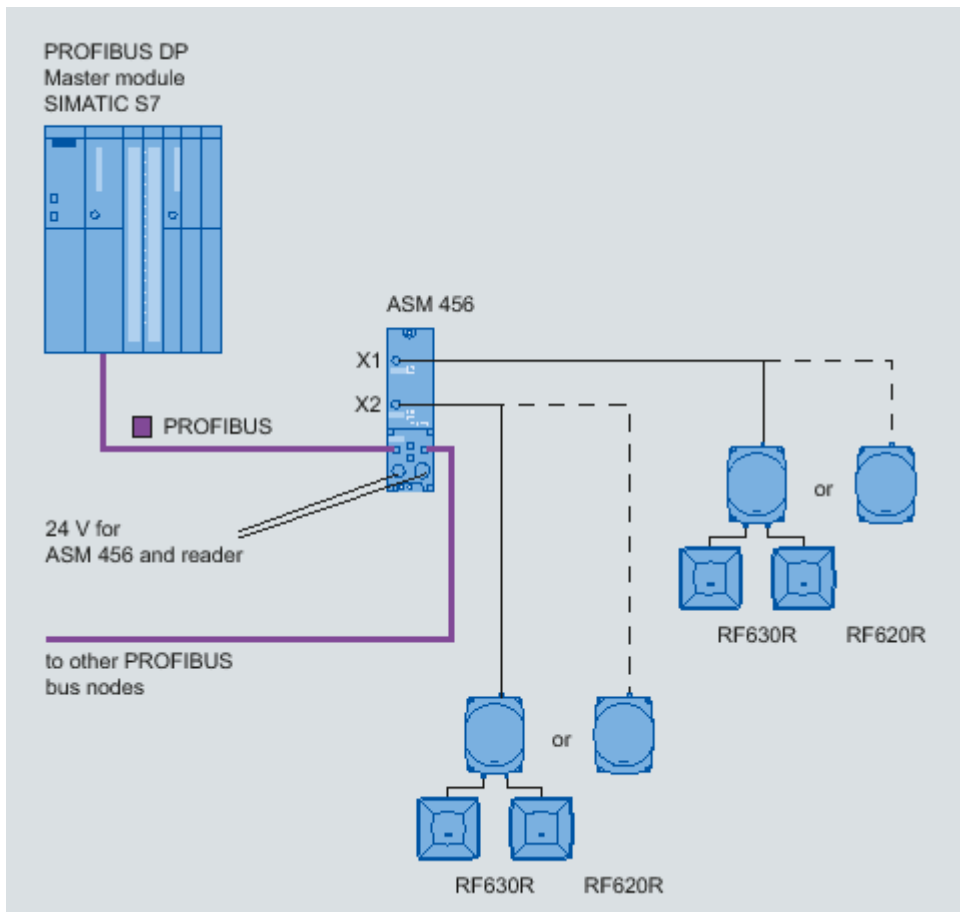 PROFIBUS DP
Master module
SIMATIC S7
ASM 456
X1
X2
PROFIBUS
or
24 V for
ASM 456 and reader
RF630R
RF620R
to other PROFIBUS
bus nodes
or
RF630R
RF620R